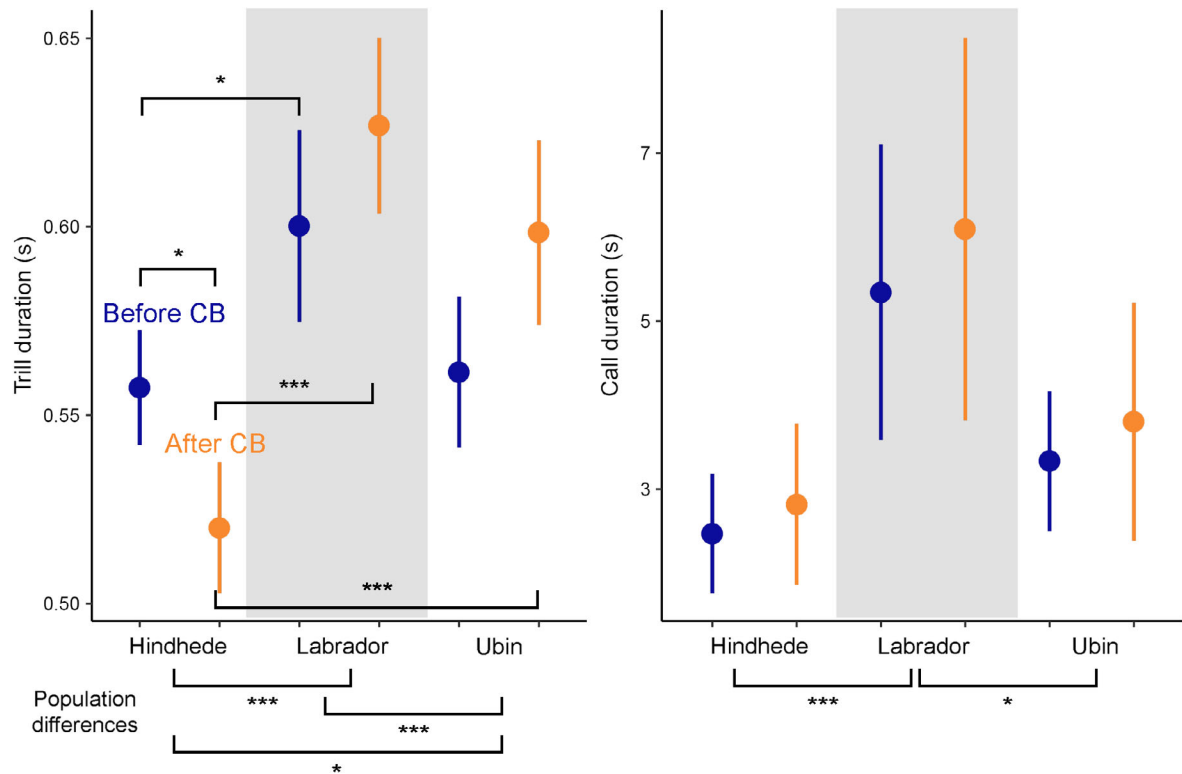 Trill duration (s)
0.65
0.60
0.55
0.50
*
*
Before CB
***
After CB
***
Hindhede Labrador Ubin
Population
differences
***
***
*
Call duration (s)
7
5
3
Hindhede Labrador Ubin
***
*